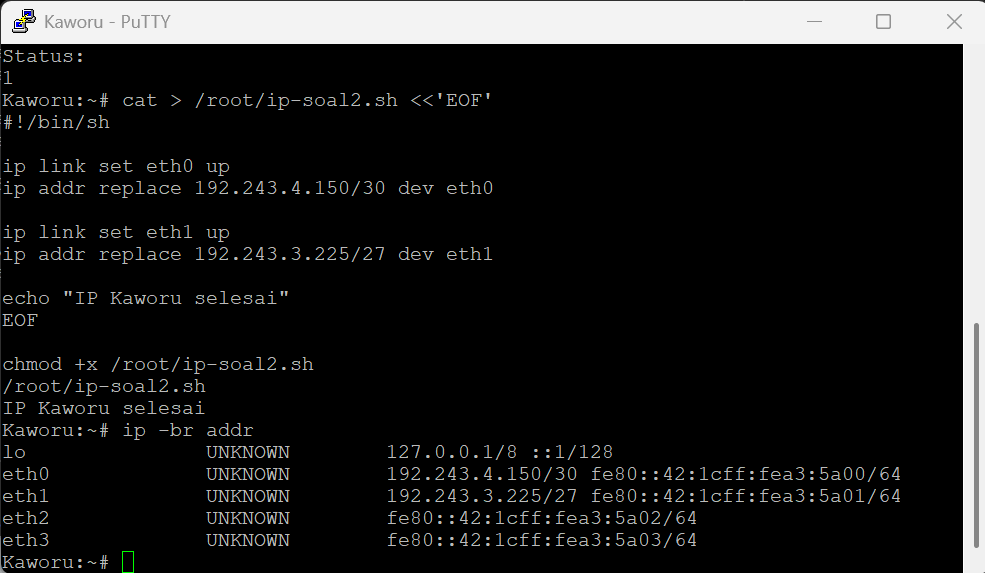 Kaworu - PuTTY
Status:
1
Kaworu:~# cat > /root/ip-soal2.sh <<'EOF'
#!/bin/sh
ip link set eth0 up
ip addr replace 192.243.4.150/30 dev eth0
ip link set eth1 up
ip addr replace 192.243.3.225/27 dev eth1
echo "IP Kaworu selesai"
EOF
chmod +x /root/ip-soal2.sh
/root/ip-soal2.sh
IP Kaworu selesai
Kaworu:~# ip -br addr
lo UNKNOWN 127.0.0.1/8 ::1/128
eth0 UNKNOWN 192.243.4.150/30 fe80::42:1cff:fea3:5a00/64
eth1 UNKNOWN 192.243.3.225/27 fe80::42:1cff:fea3:5a01/64
eth2 UNKNOWN fe80::42:1cff:fea3:5a02/64
eth3 UNKNOWN fe80::42:1cff:fea3:5a03/64
Kaworu:~#